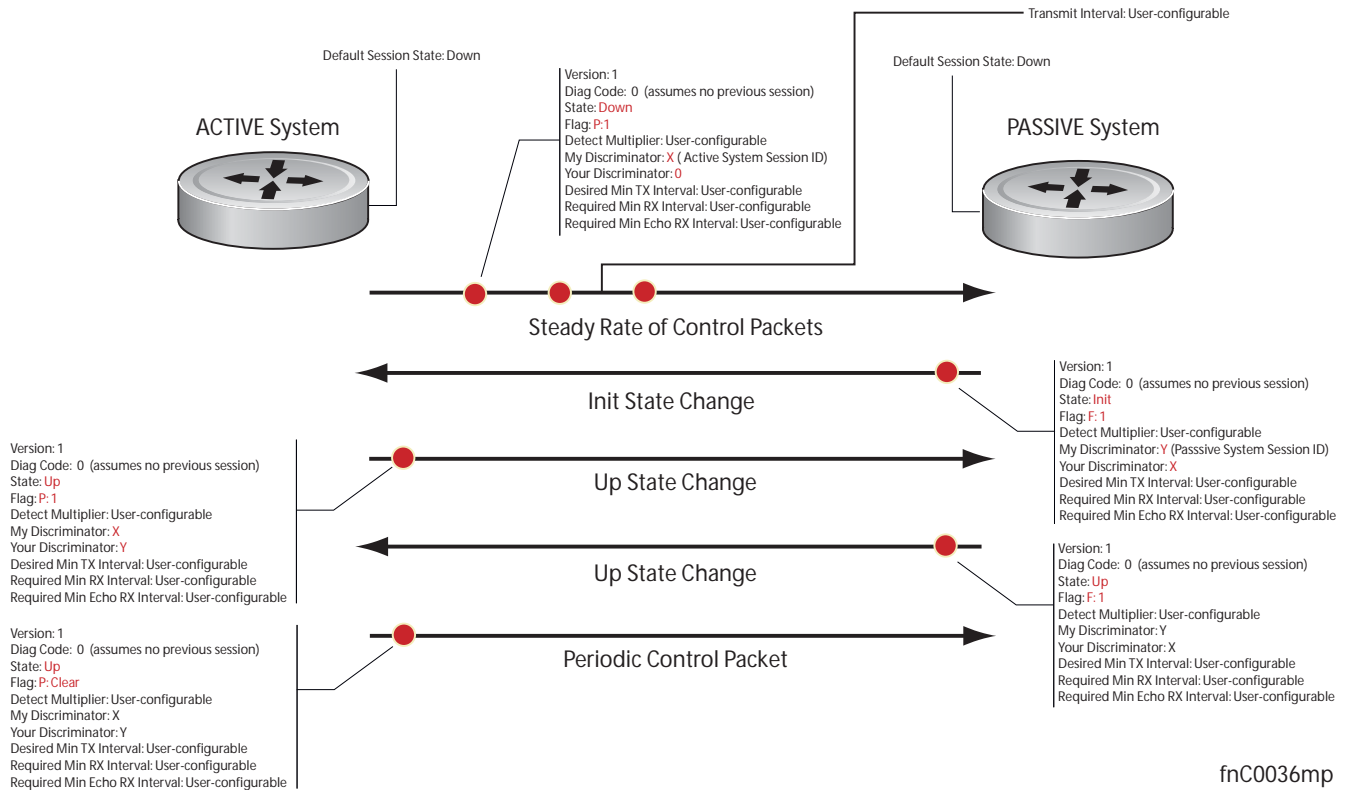 Transmit Interval: User-configurable
Default Session State: Down
Default Session State: Down
ACTIVE System
PASSIVE System
Version: 1
Diag Code: 0 (assumes no previous session)
State: Down
Flag: P:1
Detect Multiplier: User-configurable
My Discriminator: X ( Active System Session ID)
Your Discriminator: 0
Desired Min TX Interval: User-configurable
Required Min RX Interval: User-configurable
Required Min Echo RX Interval: User-configurable
Steady Rate of Control Packets
Init State Change
Version: 1
Diag Code: 0 (assumes no previous session)
State: Init
Flag: F: 1
Detect Multiplier: User-configurable
My Discriminator: Y (Passsive System Session ID)
Your Discriminator: X
Desired Min TX Interval: User-configurable
Required Min RX Interval: User-configurable
Required Min Echo RX Interval: User-configurable
Version: 1
Diag Code: 0 (assumes no previous session)
State: Up
Flag: P: 1
Detect Multiplier: User-configurable
My Discriminator: X
Your Discriminator: Y
Desired Min TX Interval: User-configurable
Required Min RX Interval: User-configurable
Required Min Echo RX Interval: User-configurable
Up State Change
Up State Change
Version: 1
Diag Code: 0 (assumes no previous session)
State: Up
Flag: F: 1
Detect Multiplier: User-configurable
My Discriminator: Y
Your Discriminator: X
Desired Min TX Interval: User-configurable
Required Min RX Interval: User-configurable
Required Min Echo RX Interval: User-configurable
Version: 1
Diag Code: 0 (assumes no previous session)
State: Up
Flag: P: Clear
Detect Multiplier: User-configurable
My Discriminator: X
Your Discriminator: Y
Desired Min TX Interval: User-configurable
Required Min RX Interval: User-configurable
Required Min Echo RX Interval: User-configurable
Periodic Control Packet
fnC0036mp